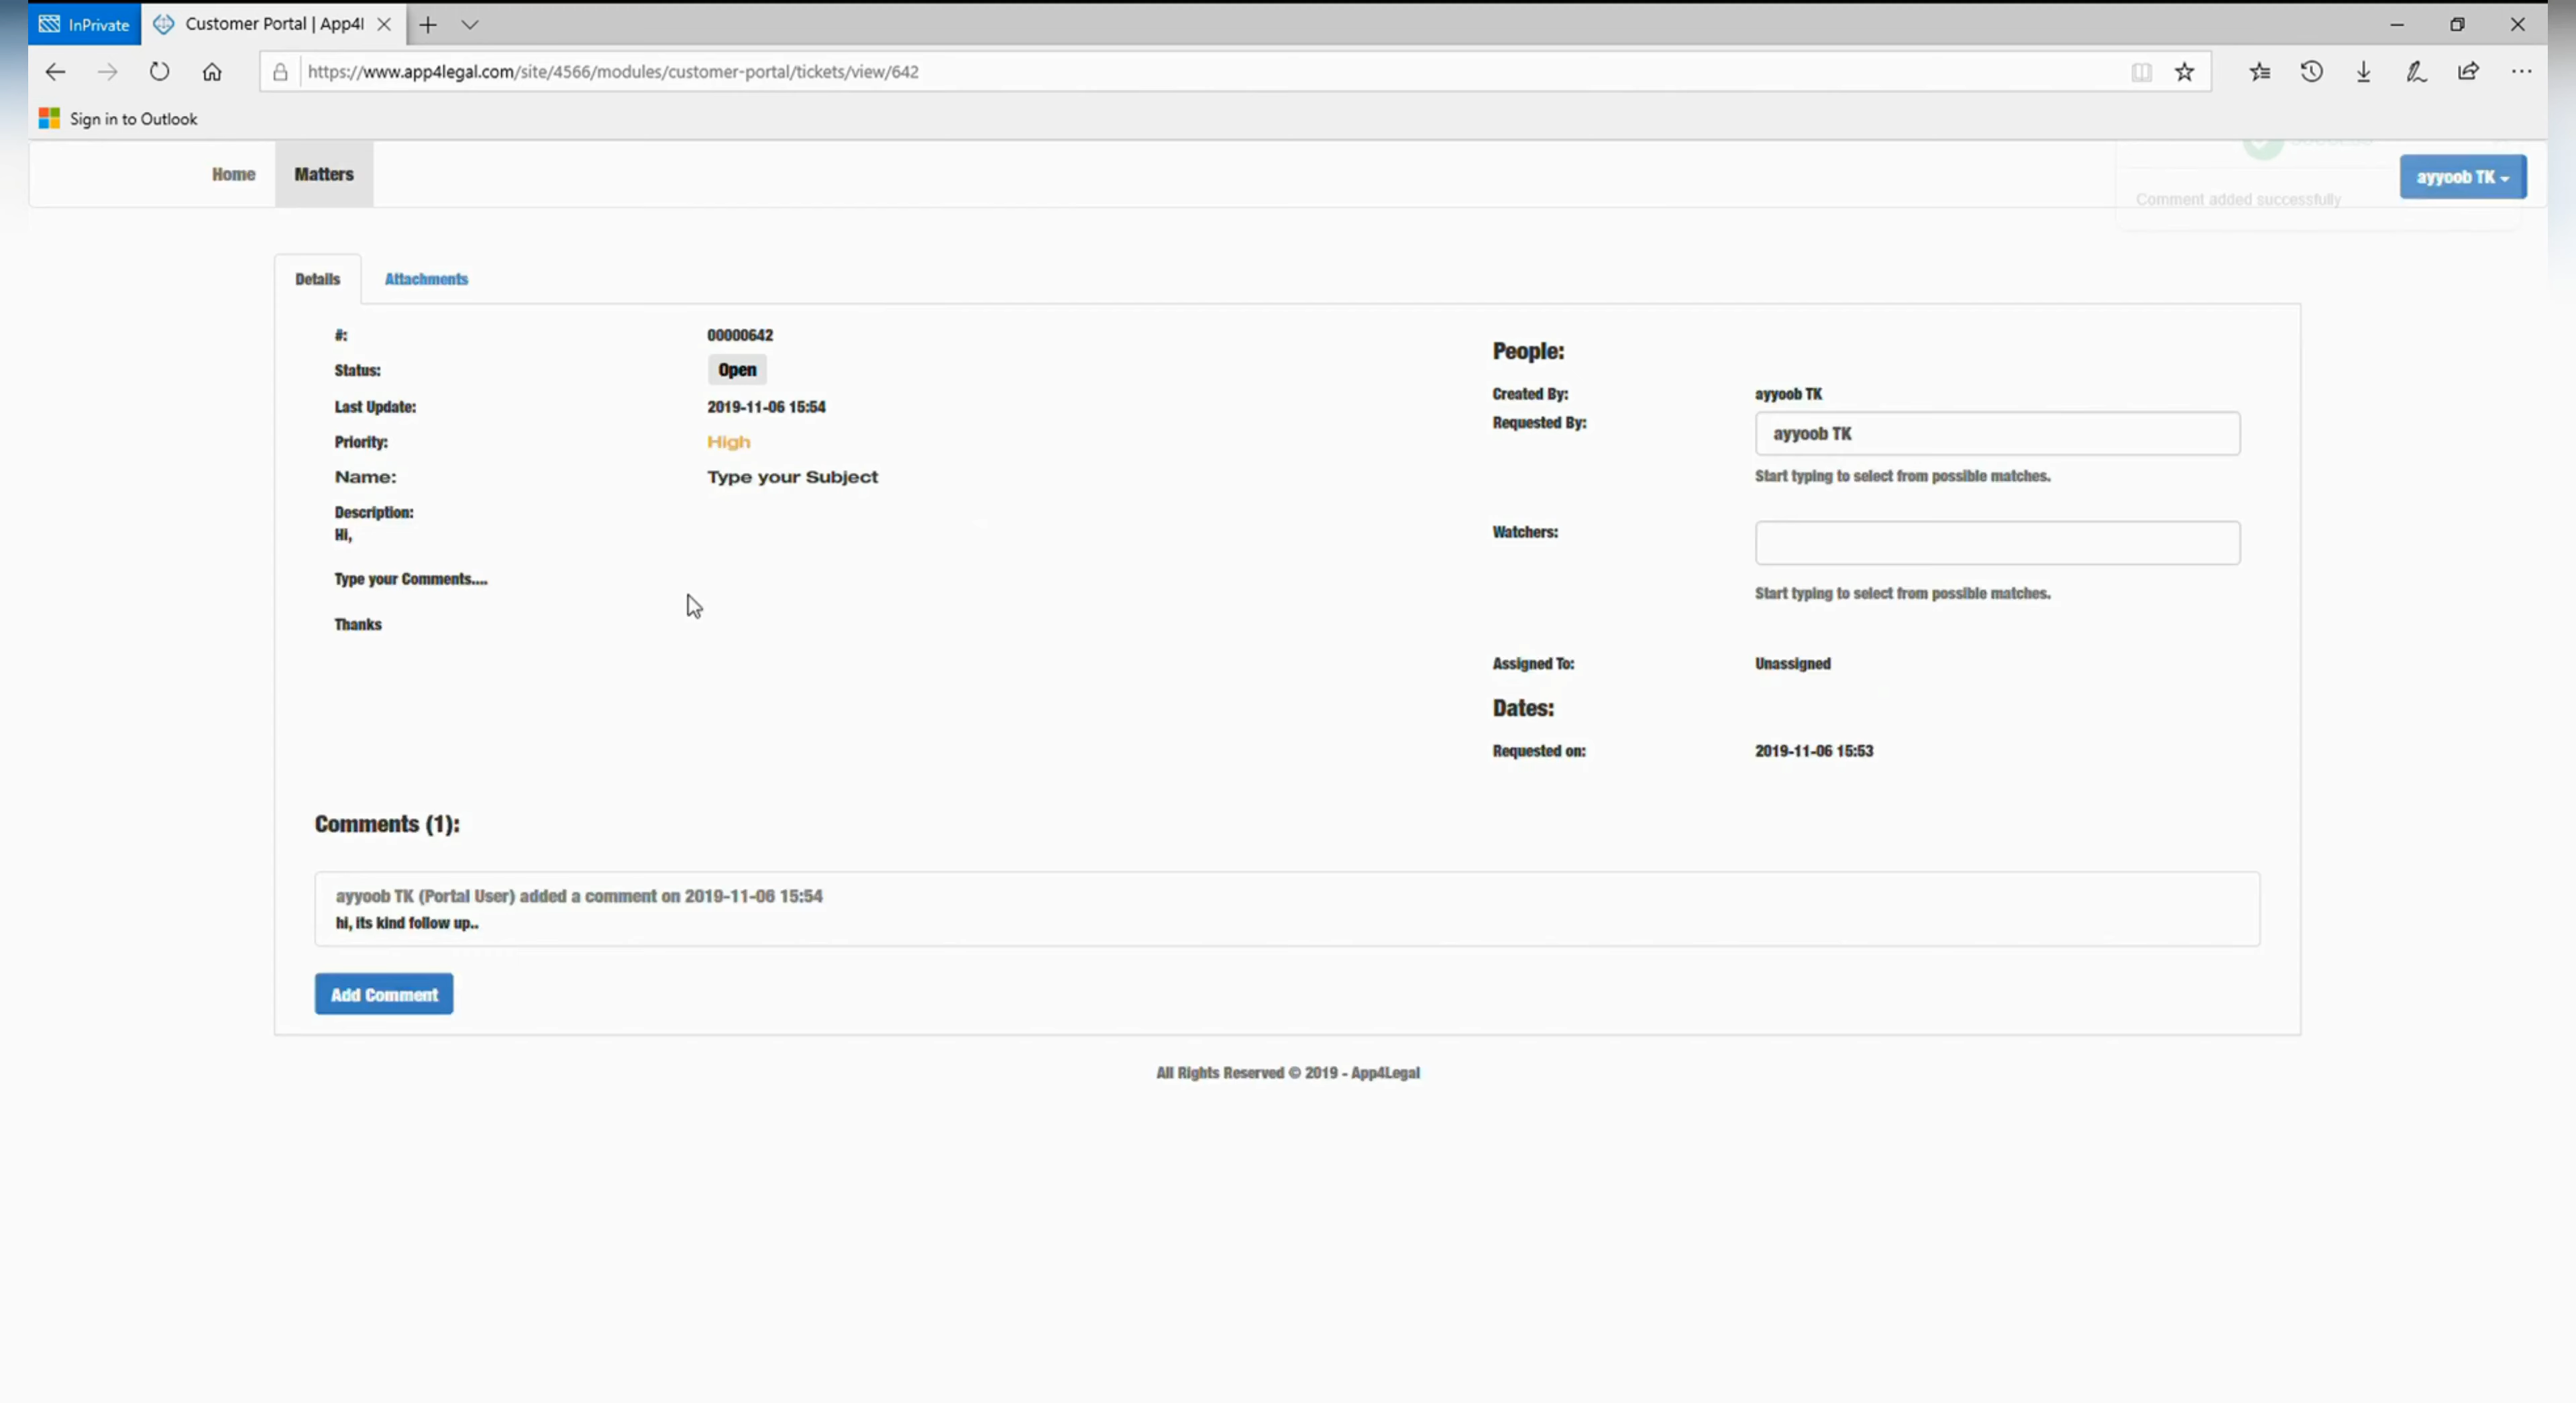 InPrivate
Customer Portal | App4l
https://www.app4legal.com/site/4566/modules/customer-portal/tickets/view/642
Sign in to Outlook
Home
Matters
ayyoob TK
Comment added successfully
Details
Attachments
#: 00000642
Status: Open
Last Update: 2019-11-06 15:54
Priority: High
Name: Type your Subject
Description:
Hi,
Type your Comments....
Thanks
People:
Created By: ayyoob TK
Requested By: ayyoob TK
Start typing to select from possible matches.
Watchers:
Start typing to select from possible matches.
Assigned To: Unassigned
Dates:
Requested on: 2019-11-06 15:53
Comments (1):
ayyoob TK (Portal User) added a comment on 2019-11-06 15:54
hi, its kind follow up..
Add Comment
All Rights Reserved © 2019 - App4Legal